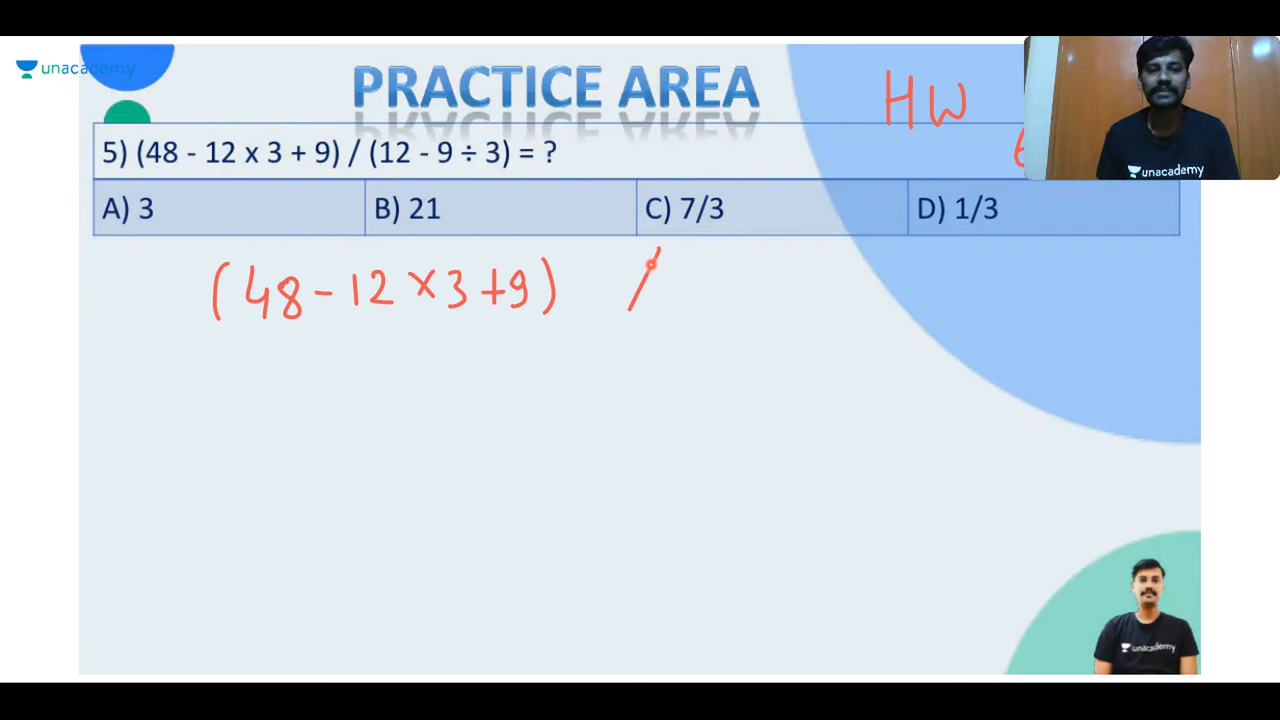 unacademy
PRACTICE AREA
HW
5) (48 - 12 x 3 + 9) / (12 - 9 ÷ 3) = ?
unacademy
A) 3 B) 21 C) 7/3 D) 1/3
(48 - 12 × 3 + 9) /
unacademy